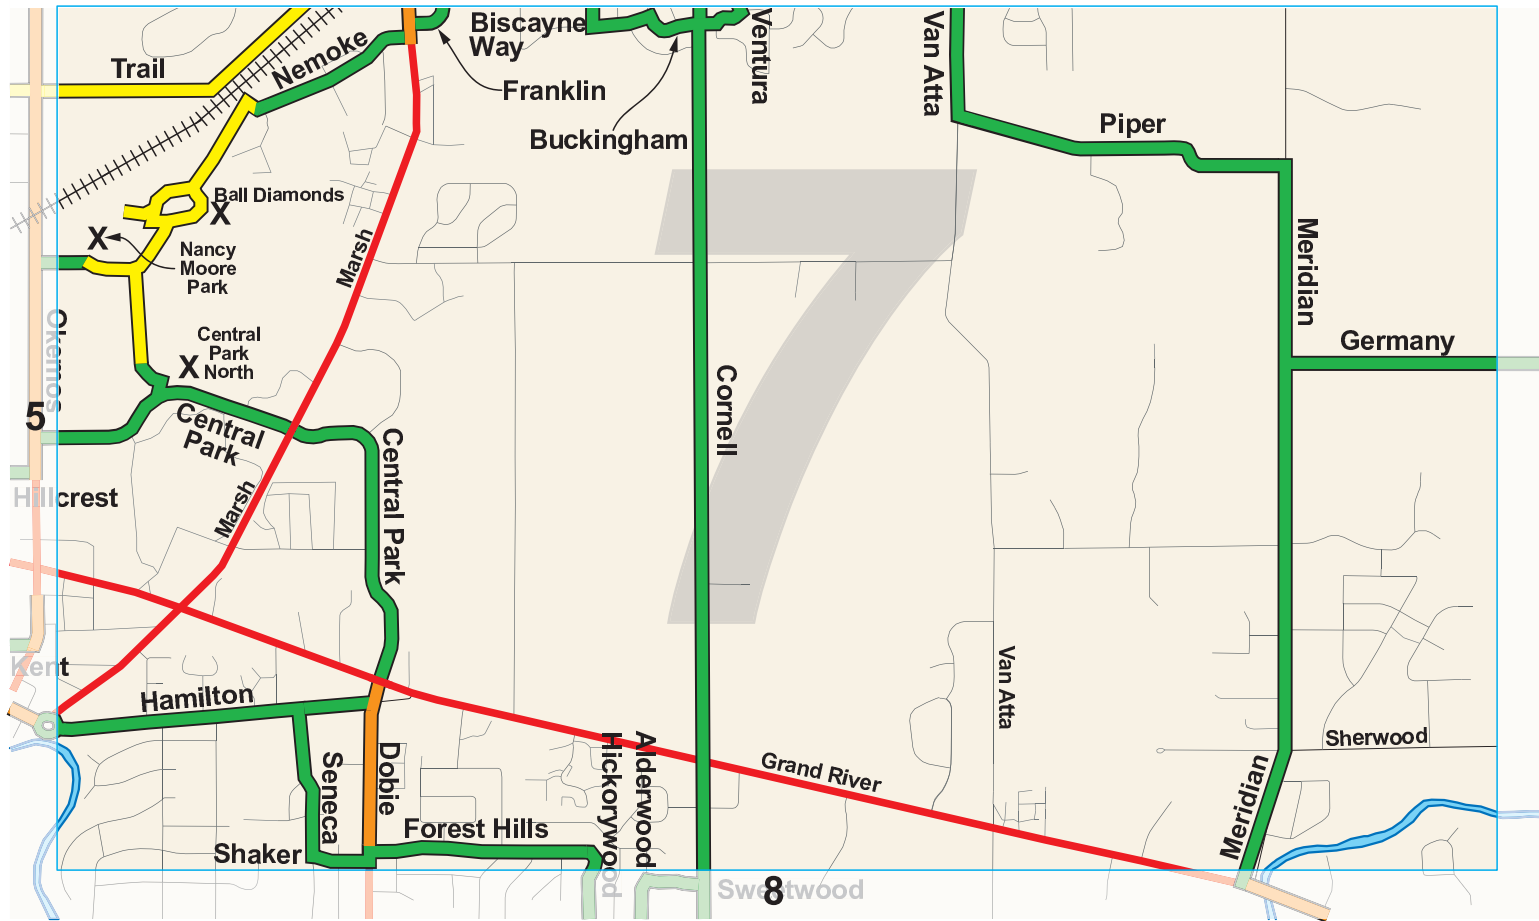 Trail
Nemoke
Biscayne
Way
Franklin
Buckingham
Ventura
Van Atta
Piper
Ball Diamonds
X
X
Nancy
Moore
Park
Marsh
Meridian
Germany
Okemos
Central
Park
North
X
7
Cornell
5
Central
Park
Central Park
Hillcrest
Marsh
Kent
Hamilton
Van Atta
Seneca
Dobie
Hickorywood
Alderwood
Grand River
Sherwood
Meridian
Forest Hills
Shaker
Sweetwood
8